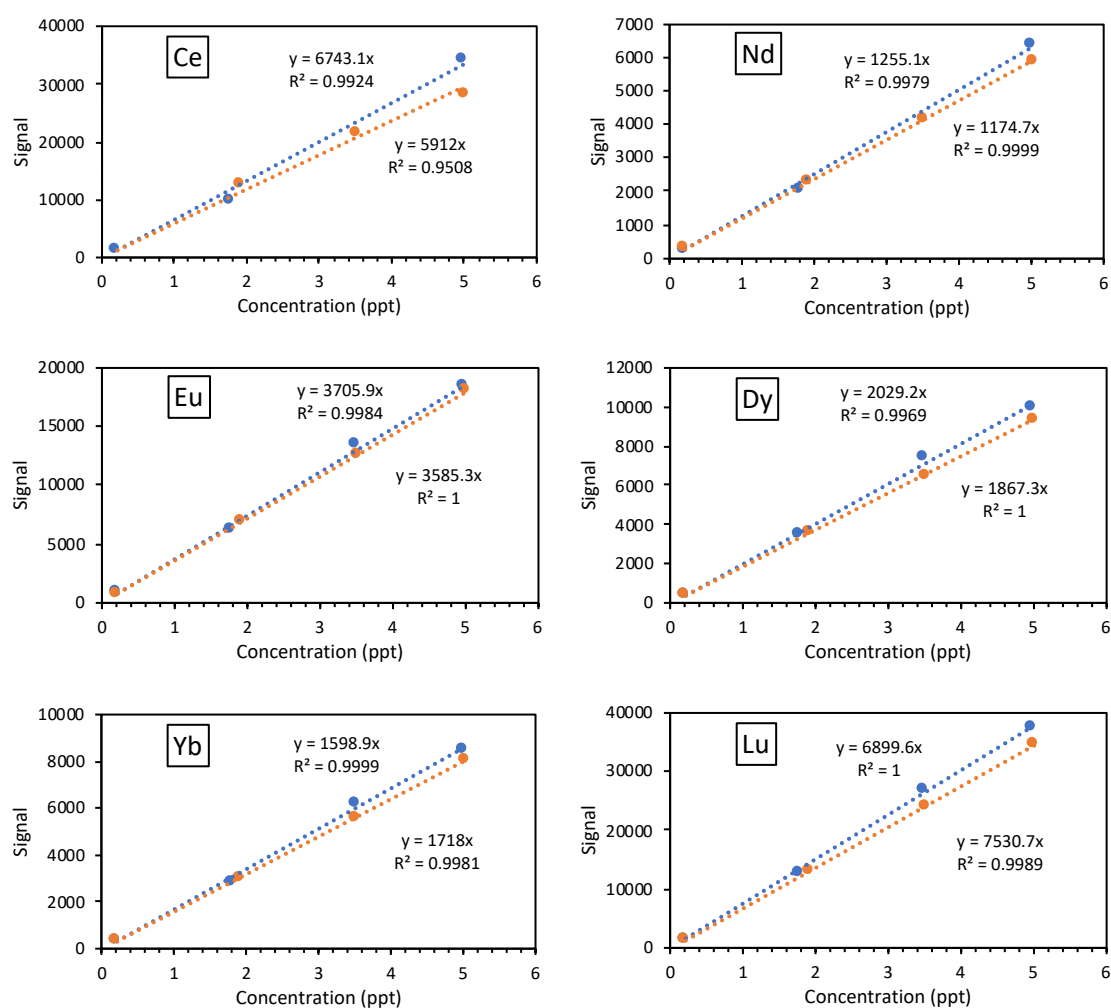 Ce
y = 6743.1x
R² = 0.9924
y = 5912x
R² = 0.9508
Signal
40000
35000
30000
25000
20000
15000
10000
5000
0
0 1 2 3 4 5 6
Concentration (ppt)
Nd
y = 1255.1x
R² = 0.9979
y = 1174.7x
R² = 0.9999
Signal
7000
6000
5000
4000
3000
2000
1000
0
0 1 2 3 4 5 6
Concentration (ppt)
Eu
y = 3705.9x
R² = 0.9984
y = 3585.3x
R² = 1
Signal
20000
15000
10000
5000
0
0 1 2 3 4 5 6
Concentration (ppt)
Dy
y = 2029.2x
R² = 0.9969
y = 1867.3x
R² = 1
Signal
12000
10000
8000
6000
4000
2000
0
0 1 2 3 4 5 6
Concentration (ppt)
Yb
y = 1598.9x
R² = 0.9999
y = 1718x
R² = 0.9981
Signal
10000
8000
6000
4000
2000
0
0 1 2 3 4 5 6
Concentration (ppt)
Lu
y = 6899.6x
R² = 1
y = 7530.7x
R² = 0.9989
Signal
40000
30000
20000
10000
0
0 1 2 3 4 5 6
Concentration (ppt)